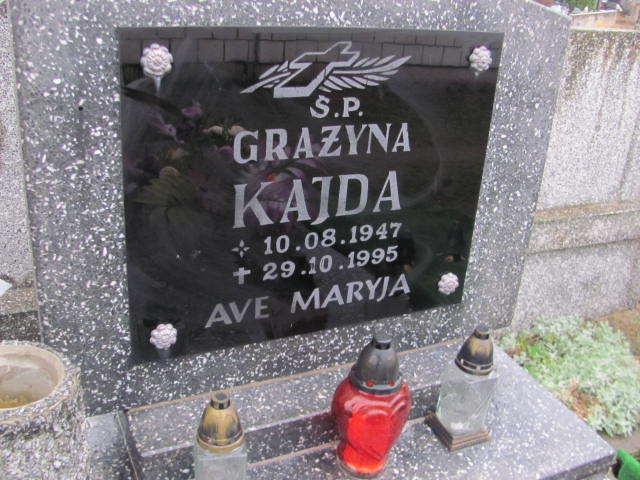 Ś.P.
GRAŻYNA
KAJDA
✧ 10.08.1947
✝ 29.10.1995
AVE MARYJA